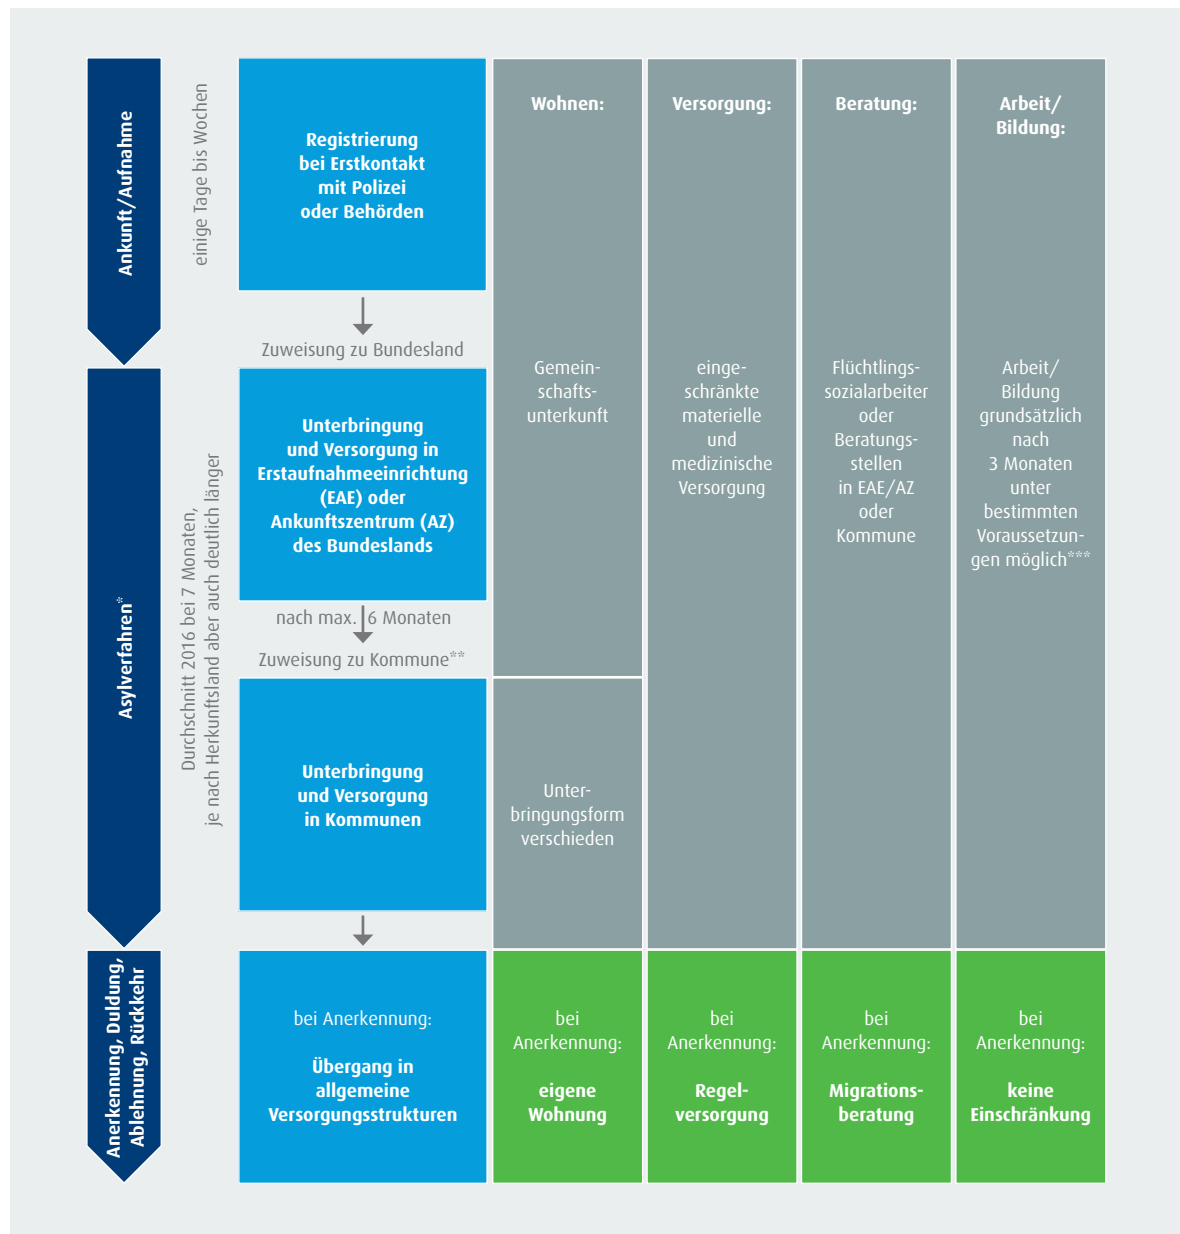 Ankunft/Aufnahme
einige Tage bis Wochen
Registrierung
bei Erstkontakt
mit Polizei
oder Behörden
Zuweisung zu Bundesland
Asylverfahren*
Durchschnitt 2016 bei 7 Monaten,
je nach Herkunftsland aber auch deutlich länger
Unterbringung
und Versorgung in
Erstaufnahmeeinrichtung
(EAE) oder
Ankunftszentrum (AZ)
des Bundeslands
nach max. 6 Monaten
Zuweisung zu Kommune**
Unterbringung
und Versorgung
in Kommunen
Anerkennung, Duldung,
Ablehnung, Rückkehr
bei Anerkennung:
Übergang in
allgemeine
Versorgungsstrukturen
Wohnen:
Gemein-
schafts-
unterkunft
Unter-
bringungsform
verschieden
bei
Anerkennung:
eigene
Wohnung
Versorgung:
einge-
schränkte
materielle
und
medizinische
Versorgung
bei
Anerkennung:
Regel-
versorgung
Beratung:
Flüchtlings-
sozialarbeiter
oder
Beratungs-
stellen
in EAE/AZ
oder
Kommune
bei
Anerkennung:
Migrations-
beratung
Arbeit/
Bildung:
Arbeit/
Bildung
grundsätzlich
nach
3 Monaten
unter
bestimmten
Voraussetzun-
gen möglich***
bei
Anerkennung:
keine
Einschränkung